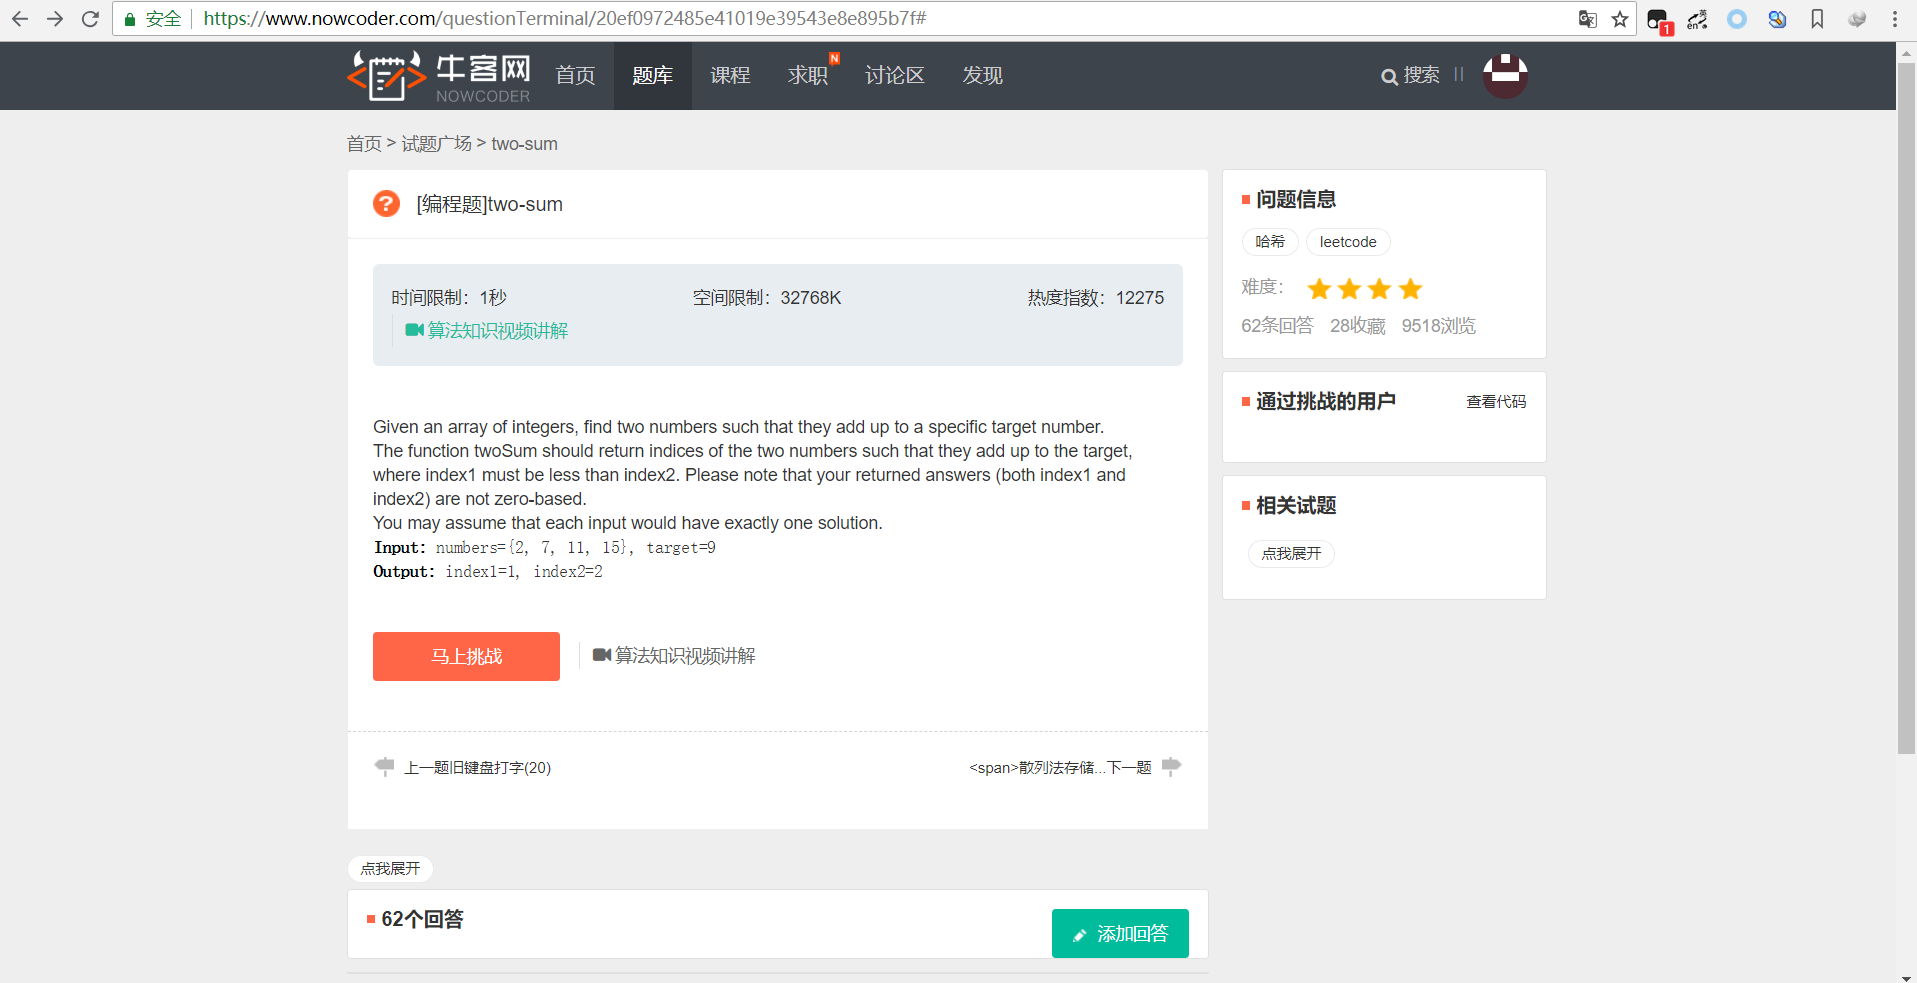 安全 https://www.nowcoder.com/questionTerminal/20ef0972485e41019e39543e8e895b7f#
1
牛客网
NOWCODER
首页 题库 课程 求职 N 讨论区 发现 搜索
首页 > 试题广场 > two-sum
? [编程题]two-sum
时间限制：1秒 空间限制：32768K 热度指数：12275
算法知识视频讲解
Given an array of integers, find two numbers such that they add up to a specific target number.
The function twoSum should return indices of the two numbers such that they add up to the target,
where index1 must be less than index2. Please note that your returned answers (both index1 and
index2) are not zero-based.
You may assume that each input would have exactly one solution.
Input: numbers={2, 7, 11, 15}, target=9
Output: index1=1, index2=2
马上挑战 算法知识视频讲解
上一题旧键盘打字(20) <span>散列法存储...下一题
点我展开
62个回答
添加回答
问题信息
哈希 leetcode
难度：
62条回答 28收藏 9518浏览
通过挑战的用户 查看代码
相关试题
点我展开